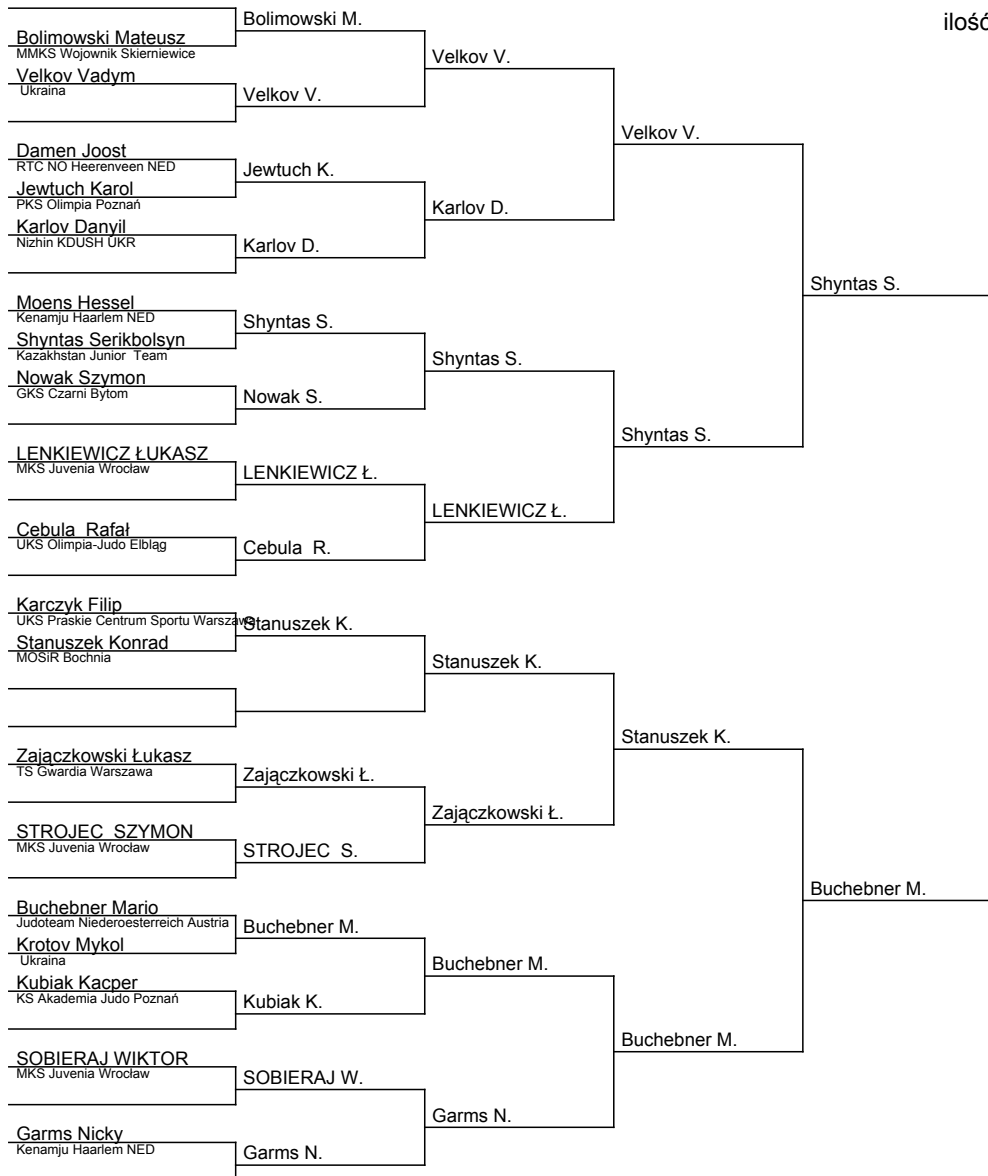 ilość
Bolimowski Mateusz
MMKS Wojownik Skierniewice
Velkov Vadym
Ukraina
Damen Joost
RTC NO Heerenveen NED
Jewtuch Karol
PKS Olimpia Poznań
Karlov Danyil
Nizhin KDUSH UKR
Moens Hessel
Kenamju Haarlem NED
Shyntas Serikbolsyn
Kazakhstan Junior Team
Nowak Szymon
GKS Czarni Bytom
LENKIEWICZ ŁUKASZ
MKS Juvenia Wrocław
Cebula Rafał
UKS Olimpia-Judo Elbląg
Karczyk Filip
UKS Praskie Centrum Sportu Warszawa
Stanuszek Konrad
MOSiR Bochnia
Zajączkowski Łukasz
TS Gwardia Warszawa
STROJEC SZYMON
MKS Juvenia Wrocław
Buchebner Mario
Judoteam Niederoesterreich Austria
Krotov Mykol
Ukraina
Kubiak Kacper
KS Akademia Judo Poznań
SOBIERAJ WIKTOR
MKS Juvenia Wrocław
Garms Nicky
Kenamju Haarlem NED
Bolimowski M.
Velkov V.
Jewtuch K.
Karlov D.
Shyntas S.
Nowak S.
LENKIEWICZ Ł.
Cebula R.
Stanuszek K.
Zajączkowski Ł.
STROJEC S.
Buchebner M.
Kubiak K.
SOBIERAJ W.
Garms N.
Velkov V.
Karlov D.
Shyntas S.
LENKIEWICZ Ł.
Stanuszek K.
Zajączkowski Ł.
Buchebner M.
Garms N.
Velkov V.
Shyntas S.
Stanuszek K.
Buchebner M.
Shyntas S.
Buchebner M.